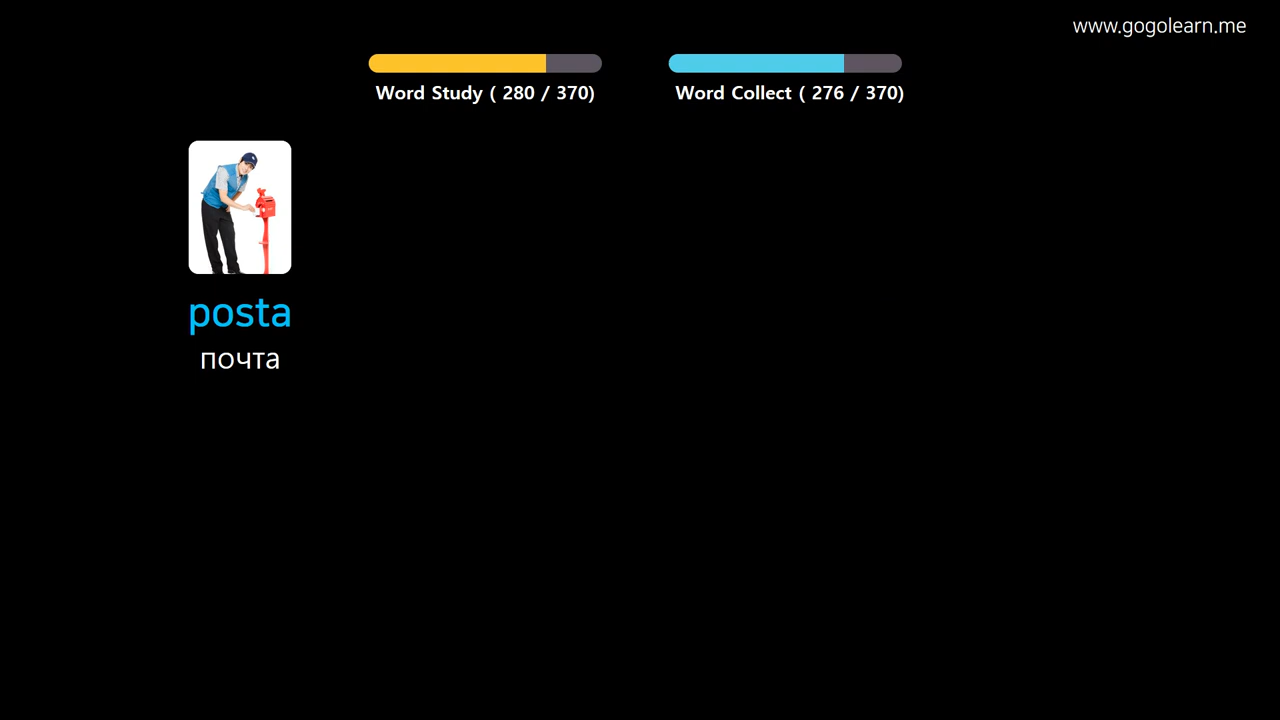 www.gogolearn.me
Word Study ( 280 / 370)
Word Collect ( 276 / 370)
posta
почта